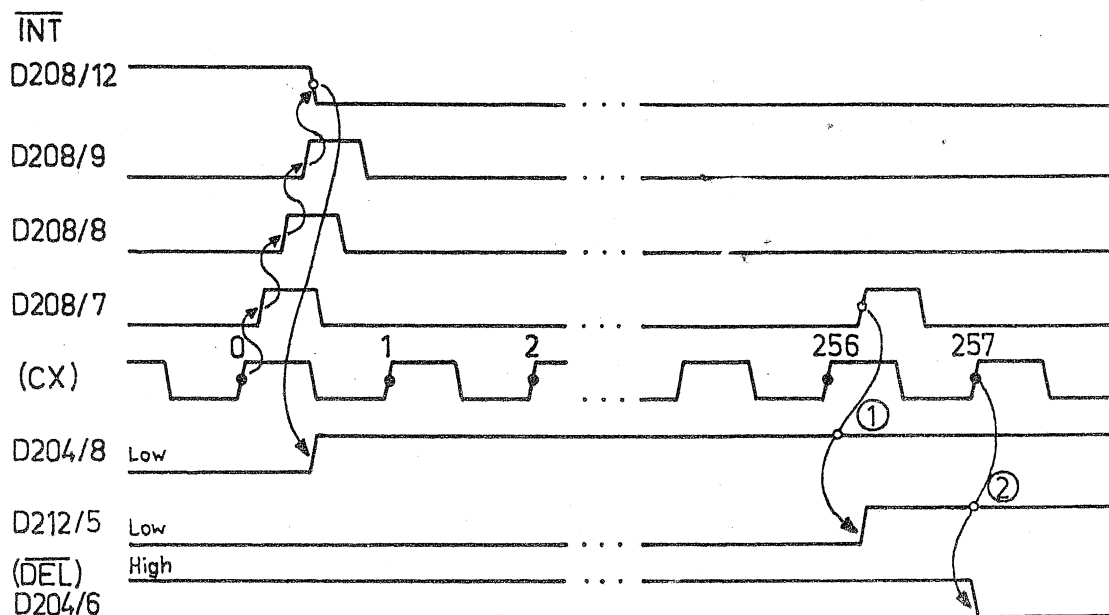 INT
D208/12
D208/9
D208/8
D208/7
0 1 2 256 257
(CX)
①
D204/8 Low
②
D212/5 Low
(DEL) High
D204/6